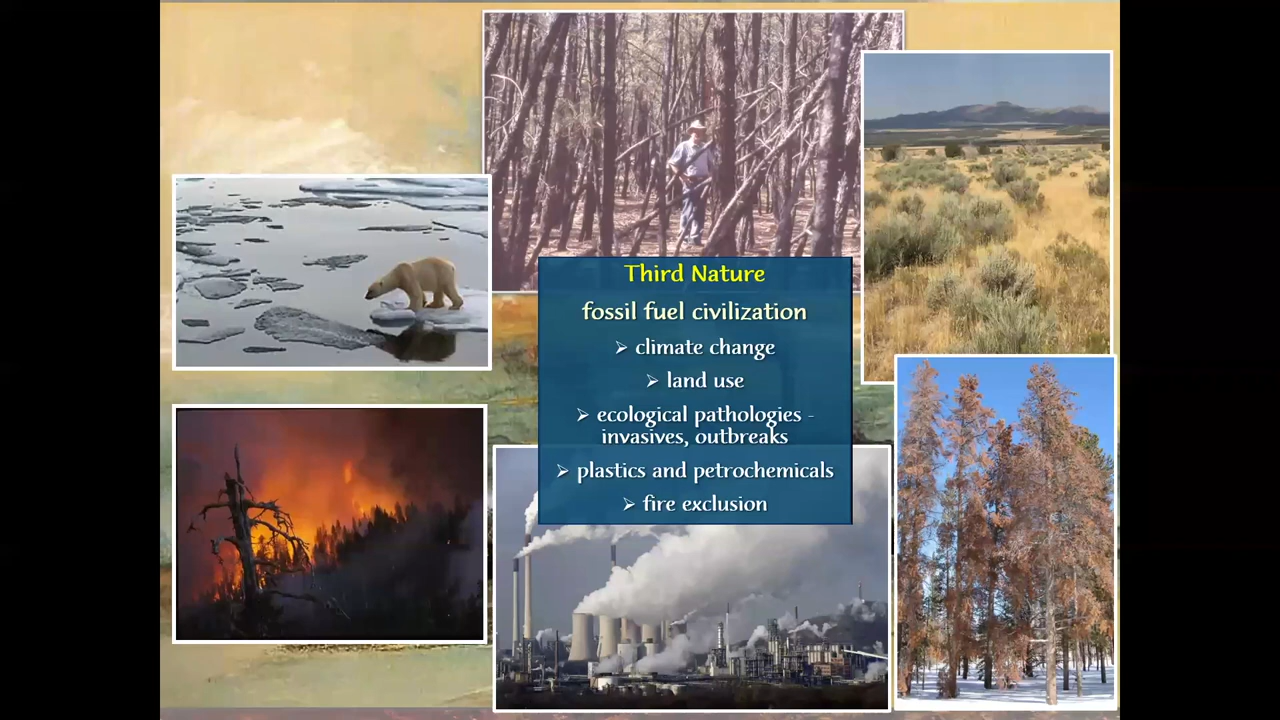 Third Nature
fossil fuel civilization
➢ climate change
➢ land use
➢ ecological pathologies -
invasives, outbreaks
➢ plastics and petrochemicals
➢ fire exclusion